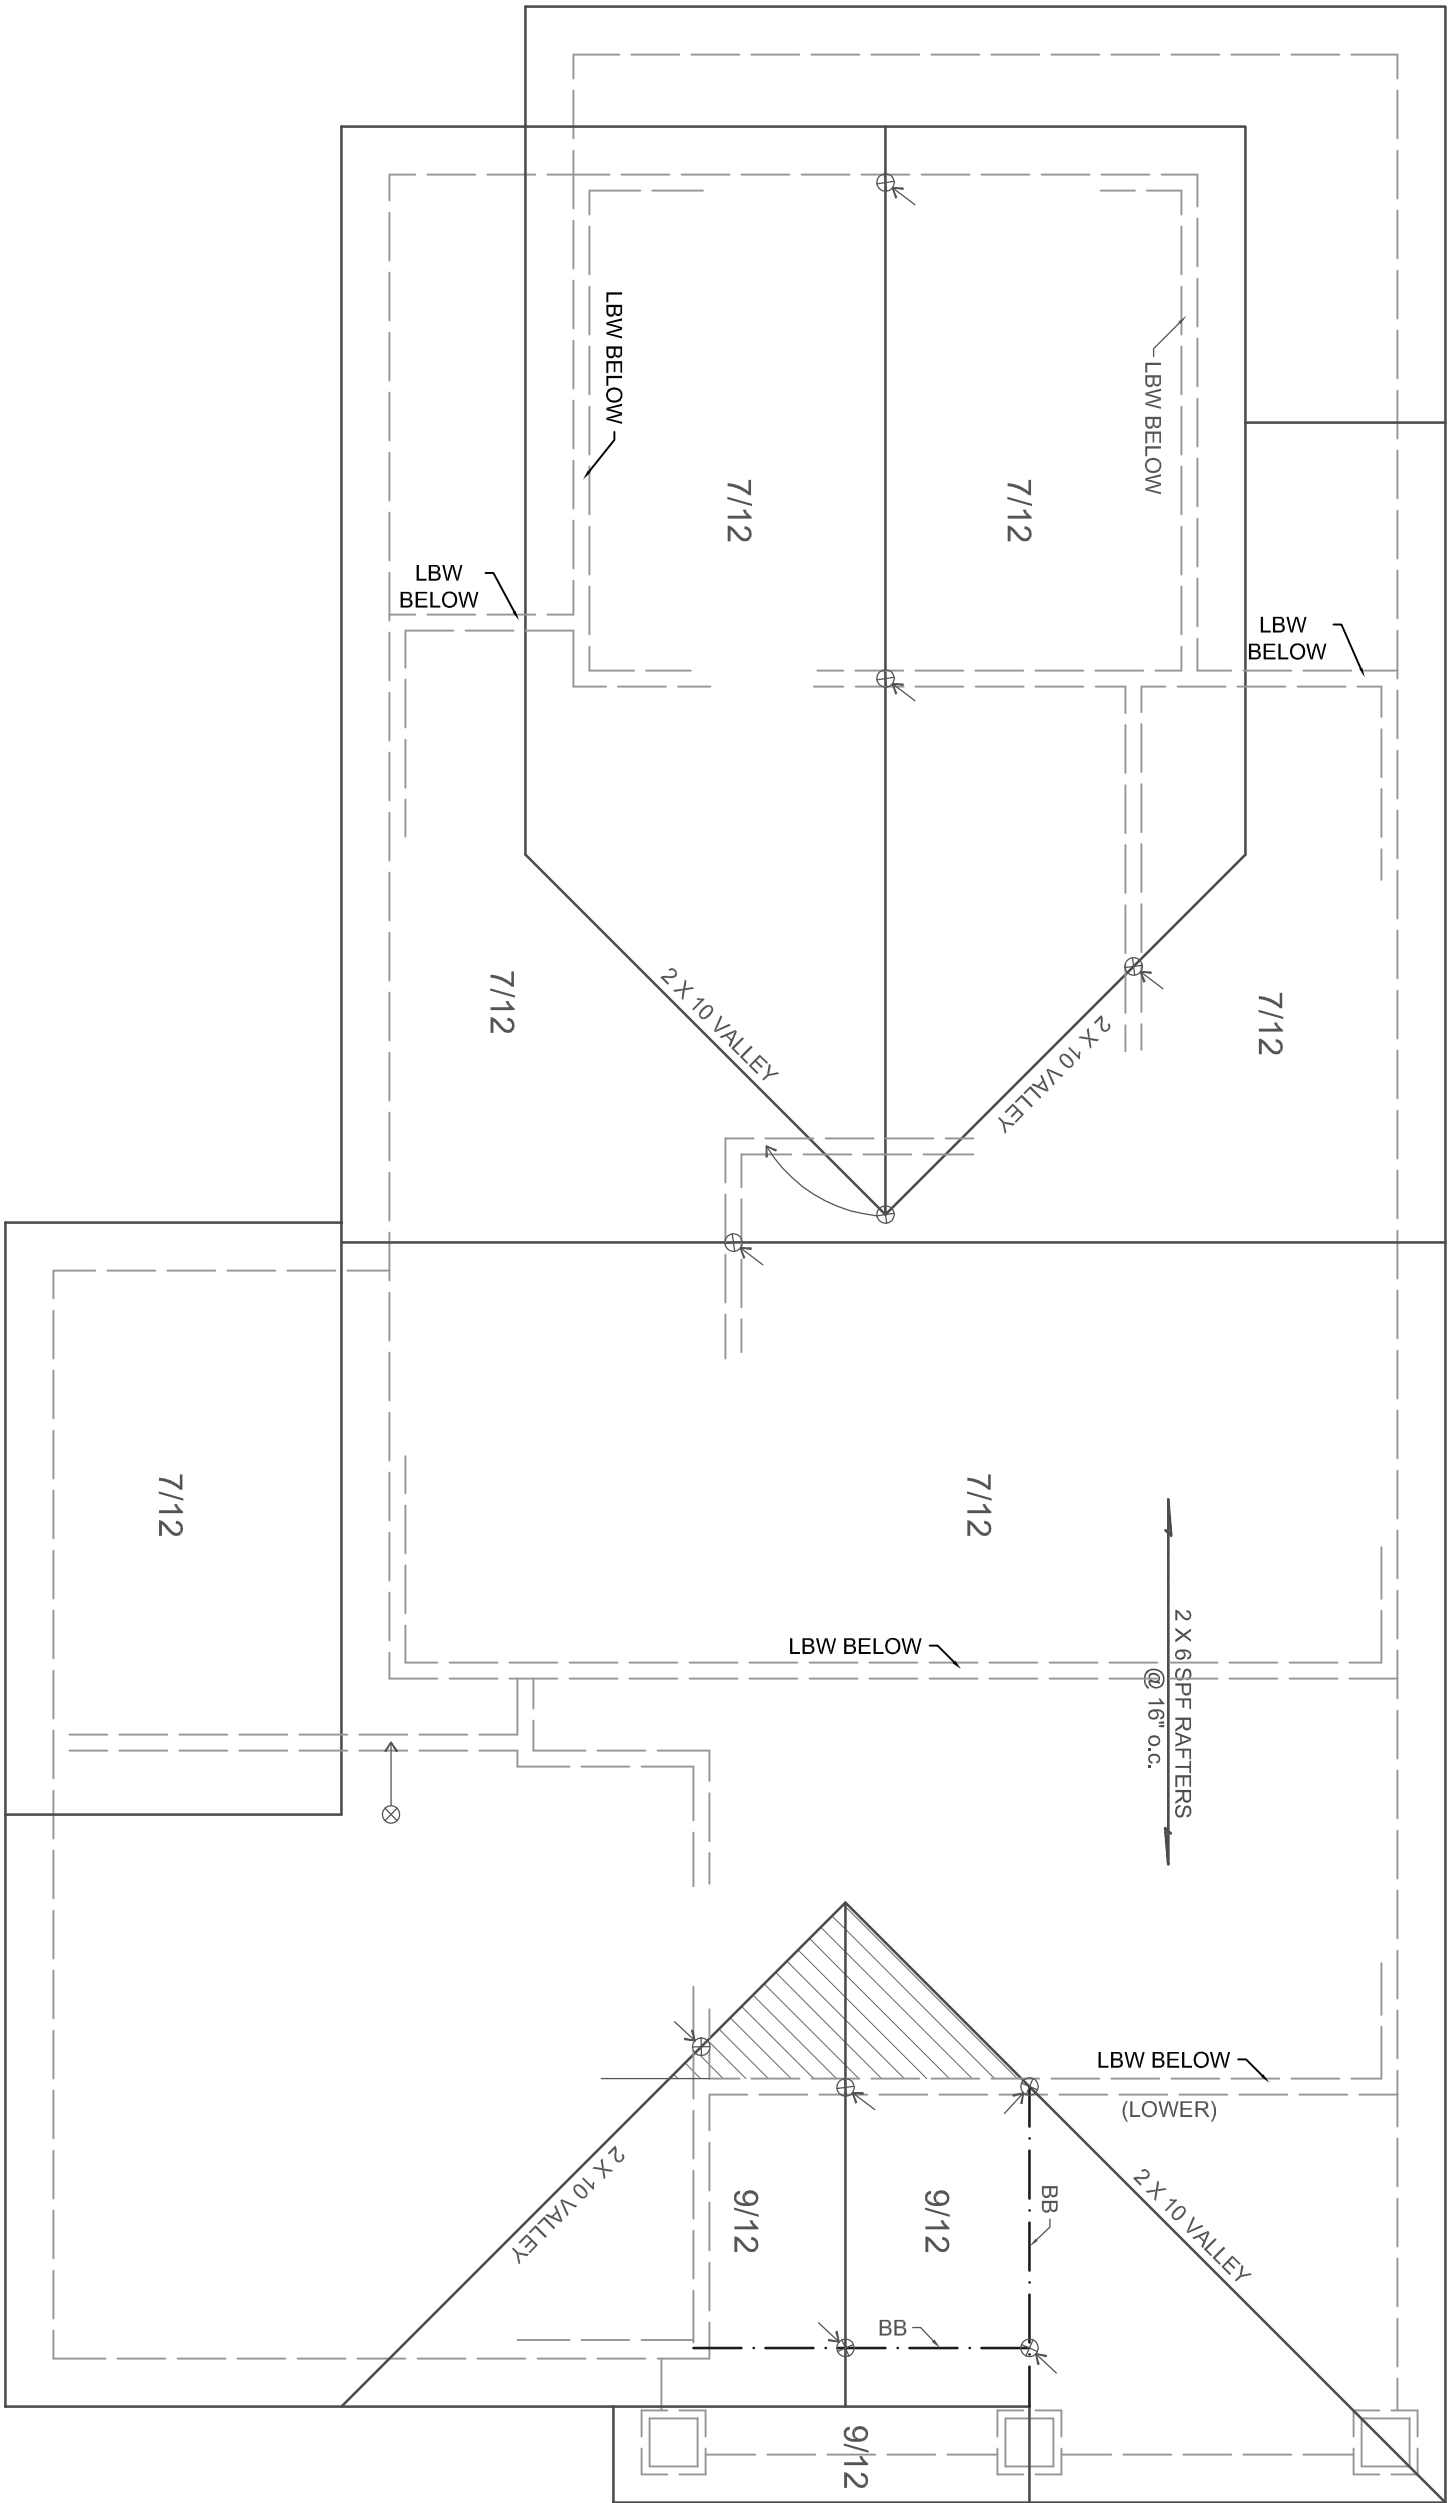 LBW BELOW
LBW BELOW
7/12
7/12
LBW
BELOW
LBW
BELOW
7/12
2 X 10 VALLEY
2 X 10 VALLEY
7/12
7/12
7/12
LBW BELOW
2 X 6 SPF RAFTERS
@ 16" o.c.
LBW BELOW
(LOWER)
2 X 10 VALLEY
9/12
9/12
BB
2 X 10 VALLEY
BB
9/12